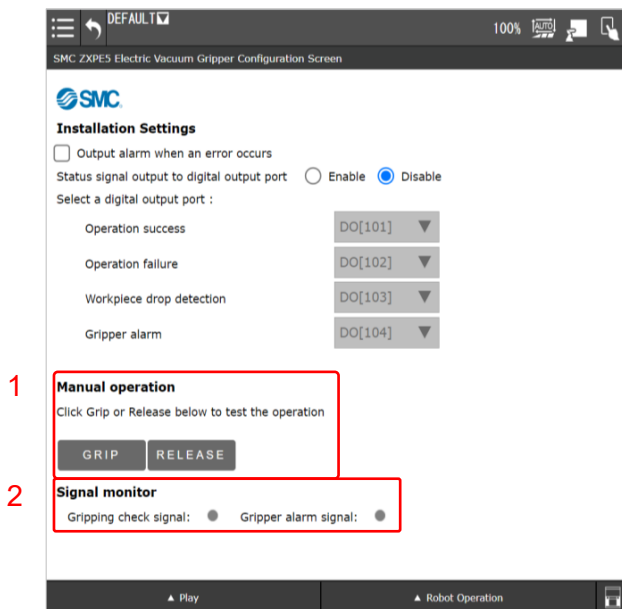 DEFAULT
100% AUTO
SMC ZXPE5 Electric Vacuum Gripper Configuration Screen
SMC.
Installation Settings
Output alarm when an error occurs
Status signal output to digital output port Enable Disable
Select a digital output port :
Operation success DO[101] ▼
Operation failure DO[102] ▼
Workpiece drop detection DO[103] ▼
Gripper alarm DO[104] ▼
1
Manual operation
Click Grip or Release below to test the operation
GRIP RELEASE
2
Signal monitor
Gripping check signal: Gripper alarm signal:
▲ Play ▲ Robot Operation